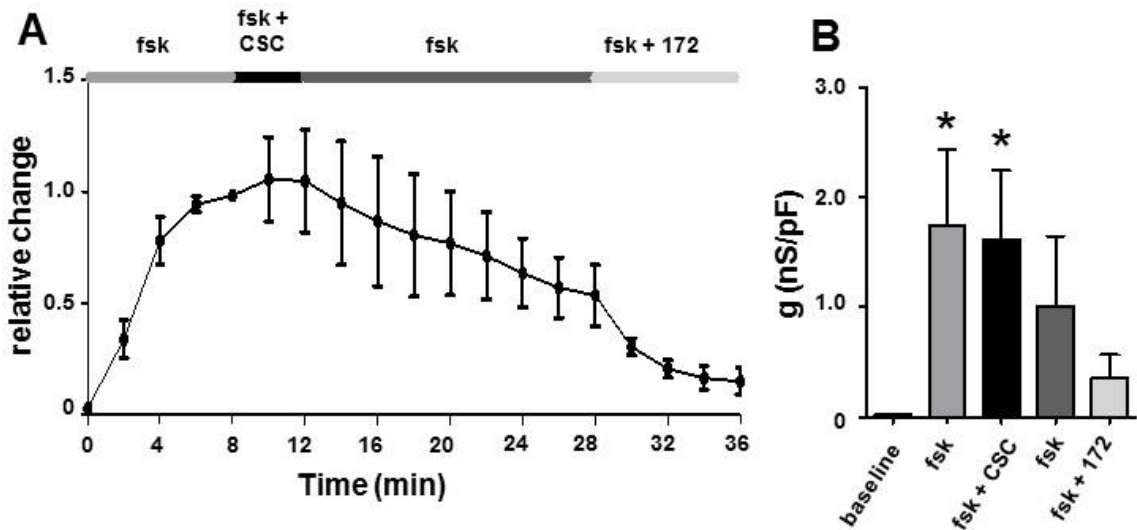 A
fsk
fsk +
CSC
fsk
fsk + 172
1.5
1.0
0.5
0
relative change
0
4
8
12
16
20
24
28
32
36
Time (min)
B
3.0
2.0
1.0
0
g (nS/pF)
*
*
baseline
fsk
fsk + CSC
fsk
fsk + 172